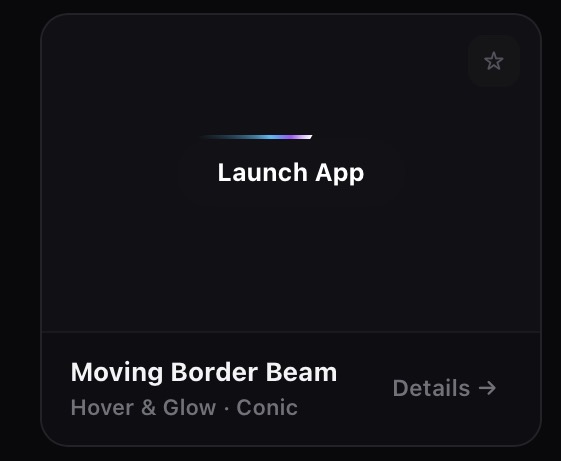 Launch App
Moving Border Beam
Hover & Glow · Conic
Details →